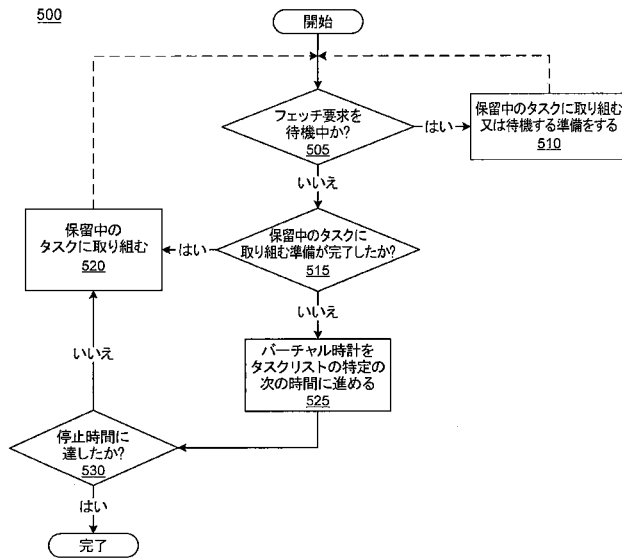 500
開始
フェッチ要求を
待機中か?
505
はい
保留中のタスクに取り組む
又は待機する準備をする
510
いいえ
保留中のタスクに
取り組む準備が完了したか?
515
はい
保留中の
タスクに取り組む
520
いいえ
バーチャル時計を
タスクリストの特定の
次の時間に進める
525
いいえ
停止時間に
達したか?
530
はい
完了